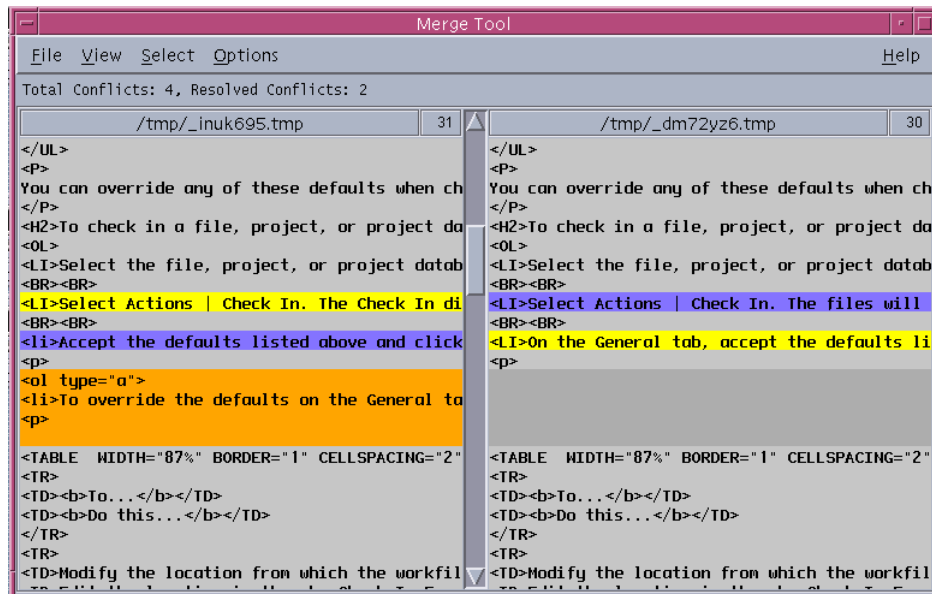 Merge Tool
File View Select Options Help
Total Conflicts: 4, Resolved Conflicts: 2
/tmp/_inuk695.tmp 31 /tmp/_dm72yz6.tmp 30
</UL>
<P>
You can override any of these defaults when ch
</P>
<H2>To check in a file, project, or project da
<OL>
<LI>Select the file, project, or project datab
<BR><BR>
<LI>Select Actions | Check In. The Check In di
<BR><BR>
<li>Accept the defaults listed above and click
<p>
<ol type="a">
<li>To override the defaults on the General ta
<p>
<TABLE  WIDTH="87%" BORDER="1" CELLSPACING="2"
<TR>
<TD><b>To...</b></TD>
<TD><b>Do this...</b></TD>
</TR>
<TR>
<TD>Modify the location from which the workfil
</UL>
<P>
You can override any of these defaults when ch
</P>
<H2>To check in a file, project, or project da
<OL>
<LI>Select the file, project, or project datab
<BR><BR>
<LI>Select Actions | Check In. The files will
<BR><BR>
<LI>On the General tab, accept the defaults li
<p>
<TABLE  WIDTH="87%" BORDER="1" CELLSPACING="2"
<TR>
<TD><b>To...</b></TD>
<TD><b>Do this...</b></TD>
</TR>
<TR>
<TD>Modify the location from which the workfil